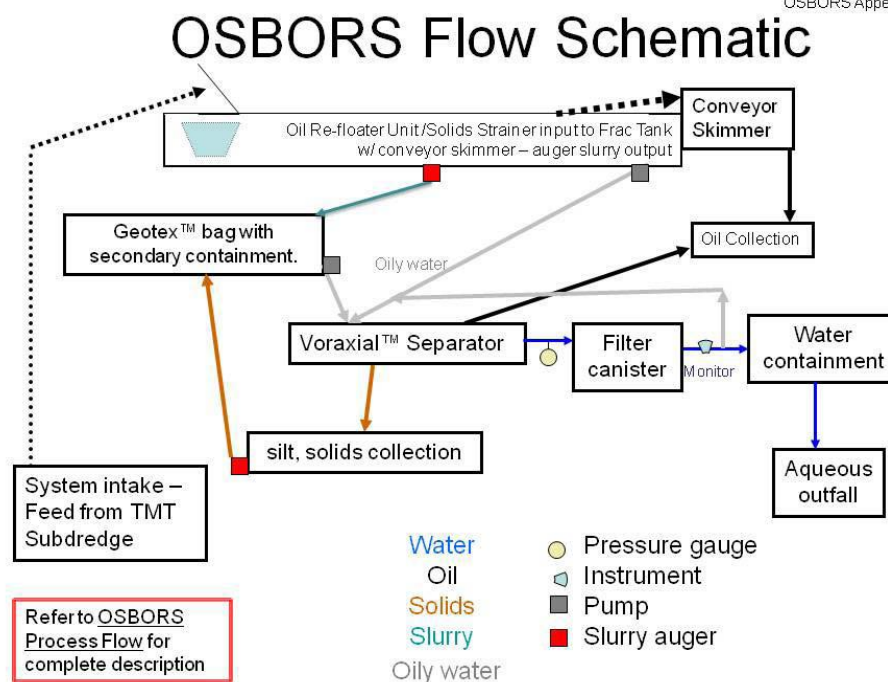 OSBORS Appe
OSBORS Flow Schematic
Conveyor
Skimmer
Oil Re-floater Unit /Solids Strainer input to Frac Tank
w/ conveyor skimmer – auger slurry output
Geotex™ bag with
secondary containment.
Oil Collection
Oily water
Voraxial™ Separator
Filter
canister
Monitor
Water
containment
silt, solids collection
System intake –
Feed from TMT
Subdredge
Aqueous
outfall
Water
Oil
Solids
Slurry
Oily water
Pressure gauge
Instrument
Pump
Slurry auger
Refer to OSBORS
Process Flow for
complete description